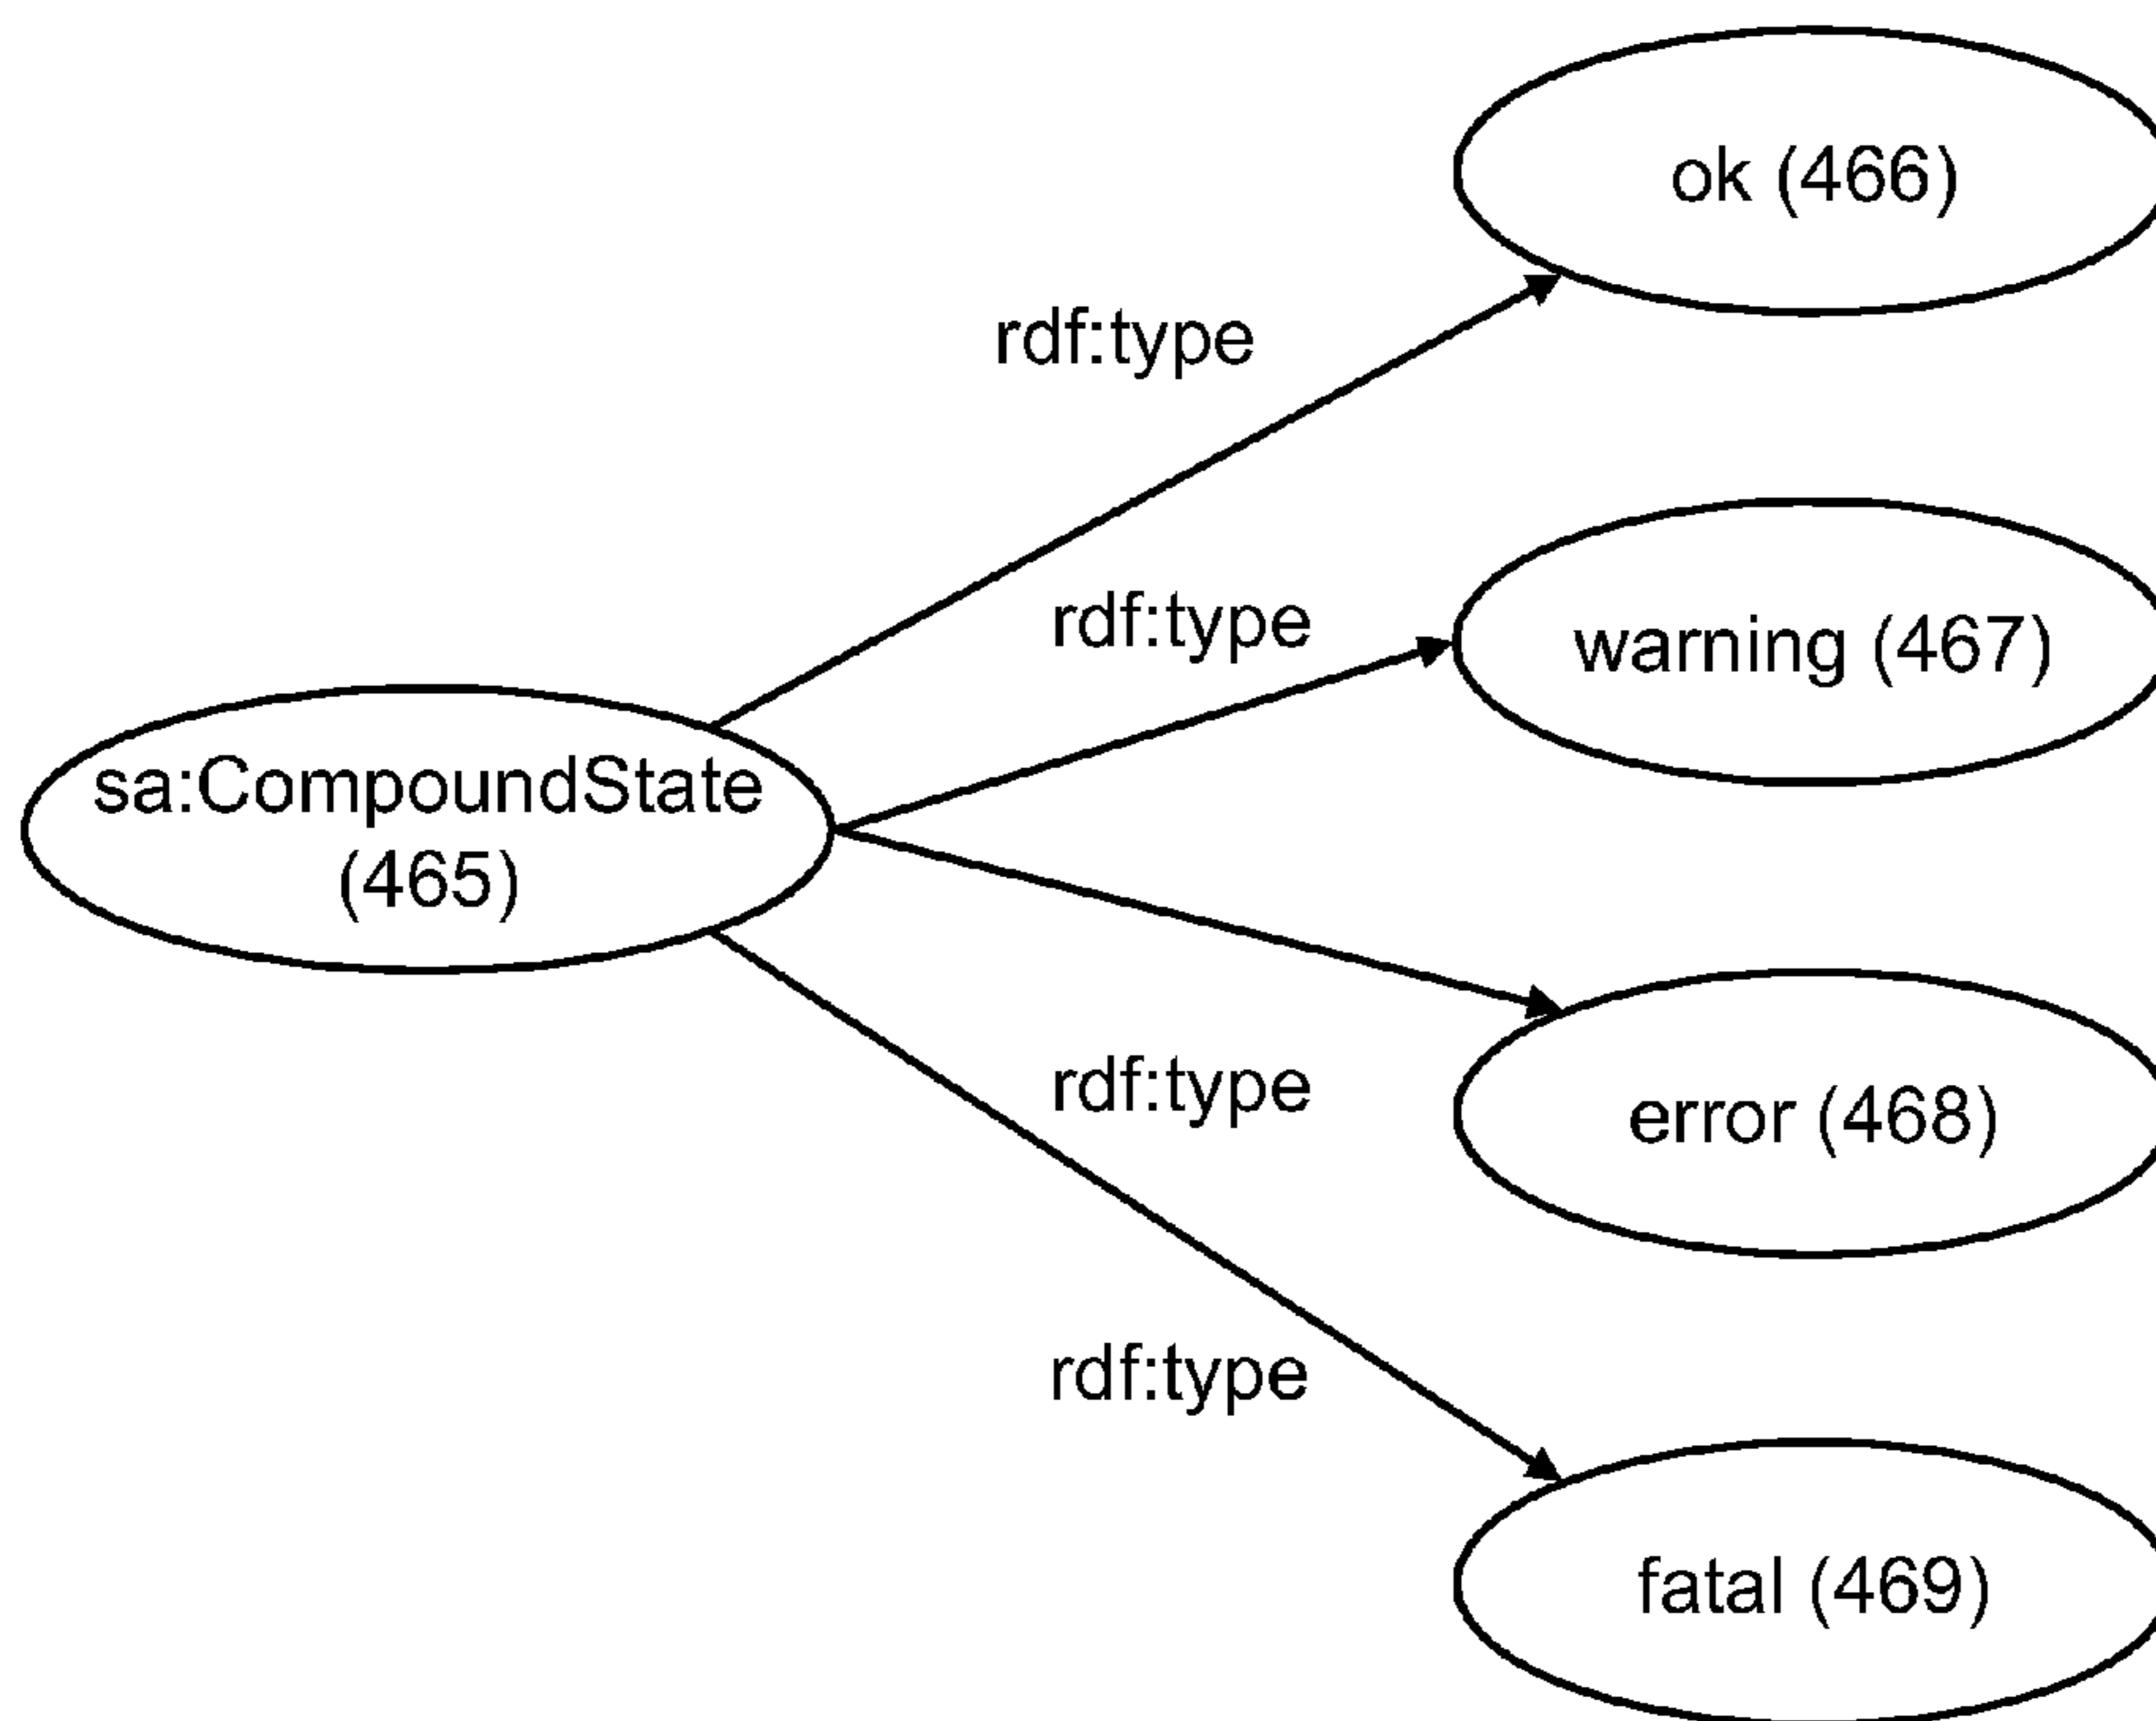 ok (466)
rdf:type
rdf:type
warning (467)
sa:CompoundState
(465)
rdf:type
error (468)
rdf:type
fatal (469)